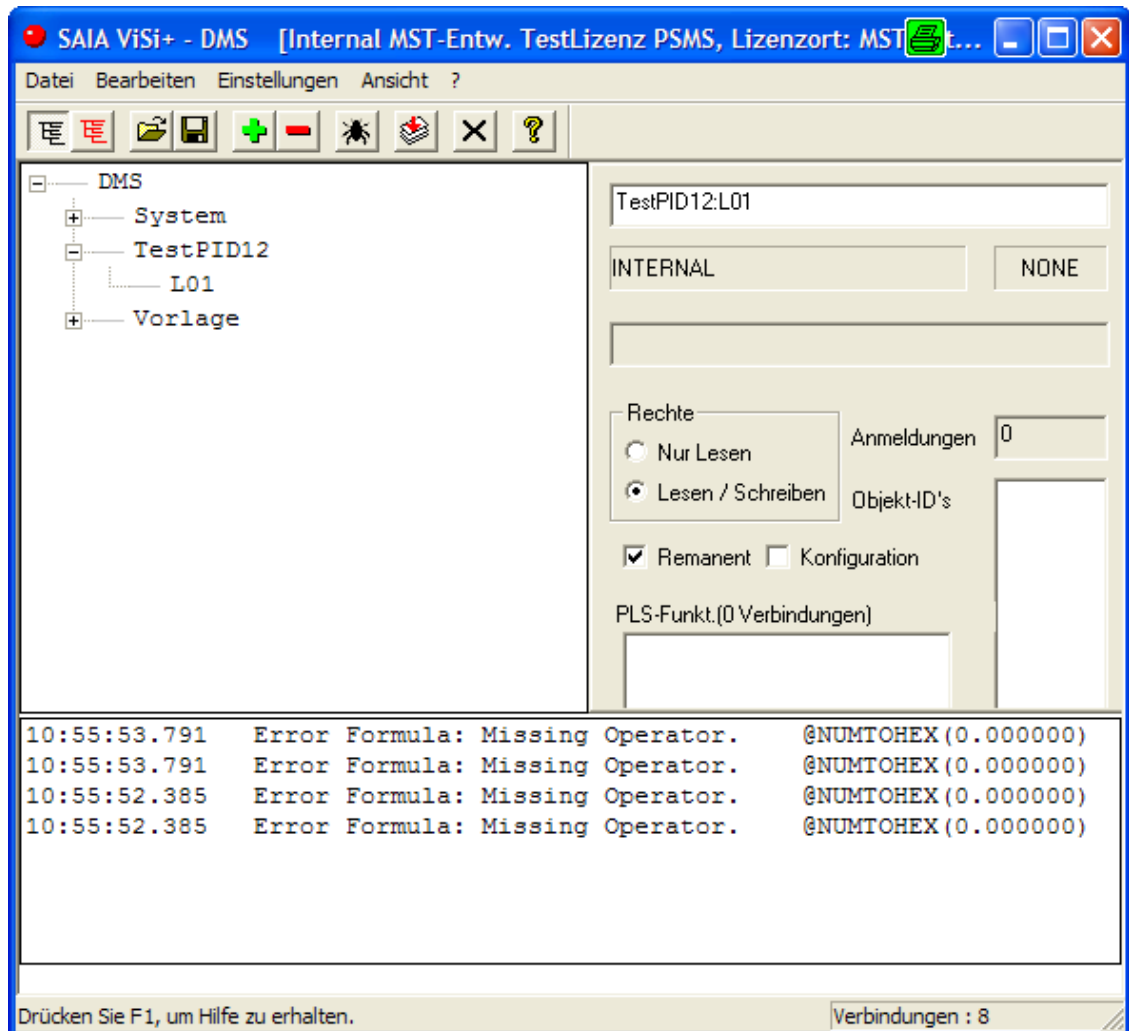 SAIA ViSi+ - DMS [Internal MST-Entw. TestLizenz PSMS, Lizenzort: MST t...
Datei Bearbeiten Einstellungen Ansicht ?
DMS
System
TestPID12
L01
Vorlage
TestPID12:L01
INTERNAL NONE
Rechte
Nur Lesen
Lesen / Schreiben
Anmeldungen 0
Objekt-ID's
Remanent Konfiguration
PLS-Funkt.(0 Verbindungen)
10:55:53.791 Error Formula: Missing Operator. @NUMTOHEX(0.000000)
10:55:53.791 Error Formula: Missing Operator. @NUMTOHEX(0.000000)
10:55:52.385 Error Formula: Missing Operator. @NUMTOHEX(0.000000)
10:55:52.385 Error Formula: Missing Operator. @NUMTOHEX(0.000000)
Drücken Sie F1, um Hilfe zu erhalten. Verbindungen : 8